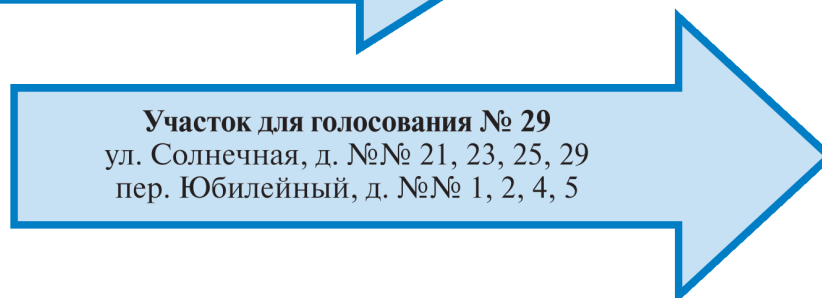 Участок для голосования № 29
ул. Солнечная, д. №№ 21, 23, 25, 29
пер. Юбилейный, д. №№ 1, 2, 4, 5